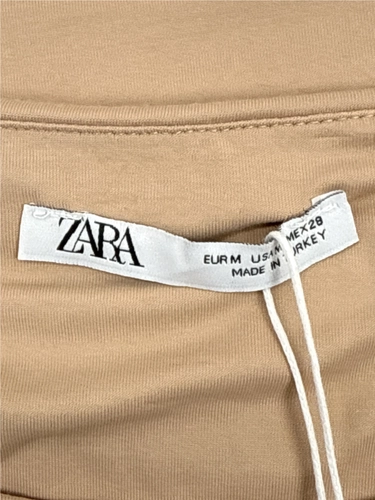 ZARA
EUR M USA M MEX 28
MADE IN TURKEY